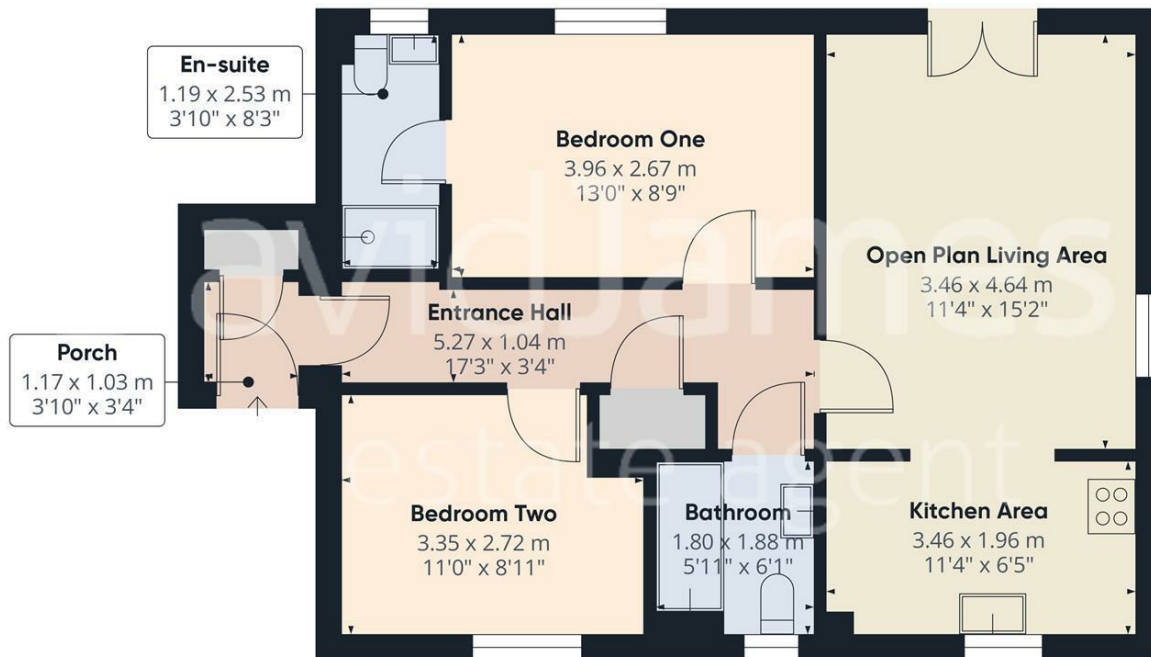 En-suite
1.19 x 2.53 m
3'10" x 8'3"
Bedroom One
3.96 x 2.67 m
13'0" x 8'9"
Open Plan Living Area
3.46 x 4.64 m
11'4" x 15'2"
Entrance Hall
5.27 x 1.04 m
17'3" x 3'4"
Porch
1.17 x 1.03 m
3'10" x 3'4"
Bedroom Two
3.35 x 2.72 m
11'0" x 8'11"
Bathroom
1.80 x 1.88 m
5'11" x 6'1"
Kitchen Area
3.46 x 1.96 m
11'4" x 6'5"
avidJames
estate agent